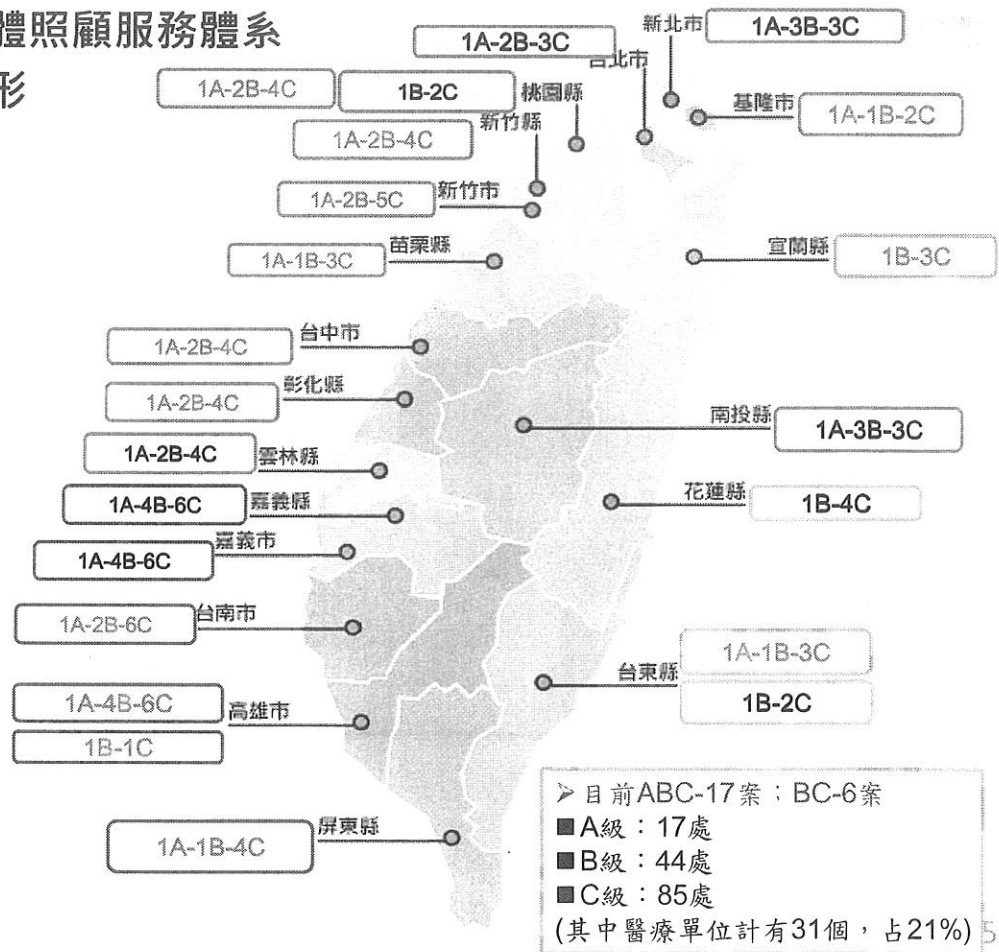 體照顧服務體系
形
新北市
1A-3B-3C
1A-2B-3C
台北市
1A-2B-4C
1B-2C
桃園縣
基隆市
1A-1B-2C
1A-2B-4C
新竹縣
1A-2B-5C
新竹市
1A-1B-3C
苗栗縣
宜蘭縣
1B-3C
1A-2B-4C
台中市
1A-2B-4C
彰化縣
南投縣
1A-3B-3C
1A-2B-4C
雲林縣
1A-4B-6C
嘉義縣
花蓮縣
1B-4C
1A-4B-6C
嘉義市
1A-2B-6C
台南市
1A-4B-6C
1B-1C
高雄市
台東縣
1A-1B-3C
1B-2C
1A-1B-4C
屏東縣
➢ 目前ABC-17案；BC-6案
■A級：17處
■B級：44處
■C級：85處
(其中醫療單位計有31個，占21%)
5